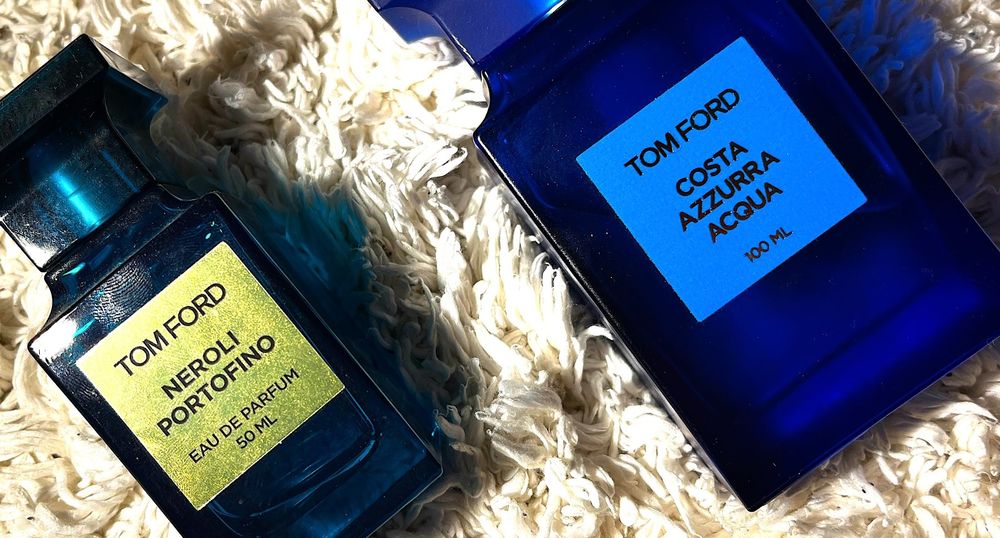 TOM FORD
NEROLI
PORTOFINO
EAU DE PARFUM
50 ML
TOM FORD
COSTA
AZZURRA
ACQUA
100 ML